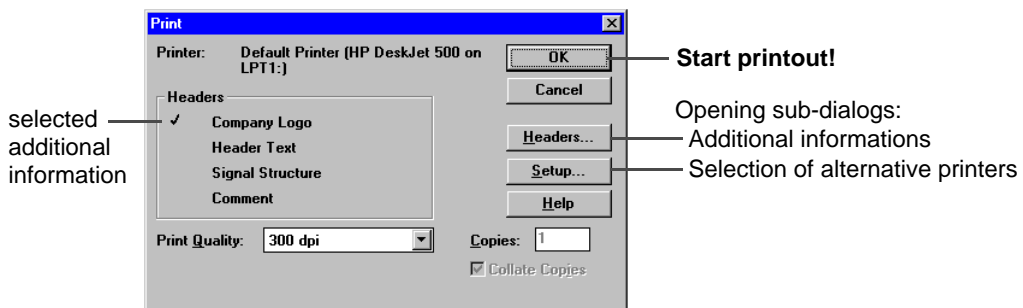 Print
Printer: Default Printer (HP DeskJet 500 on
LPT1:)
OK
Start printout!
Cancel
Headers
selected
additional
information
✓ Company Logo
Header Text
Signal Structure
Comment
Opening sub-dialogs:
Headers...
Additional informations
Setup...
Selection of alternative printers
Help
Print Quality: 300 dpi
Copies: 1
Collate Copies